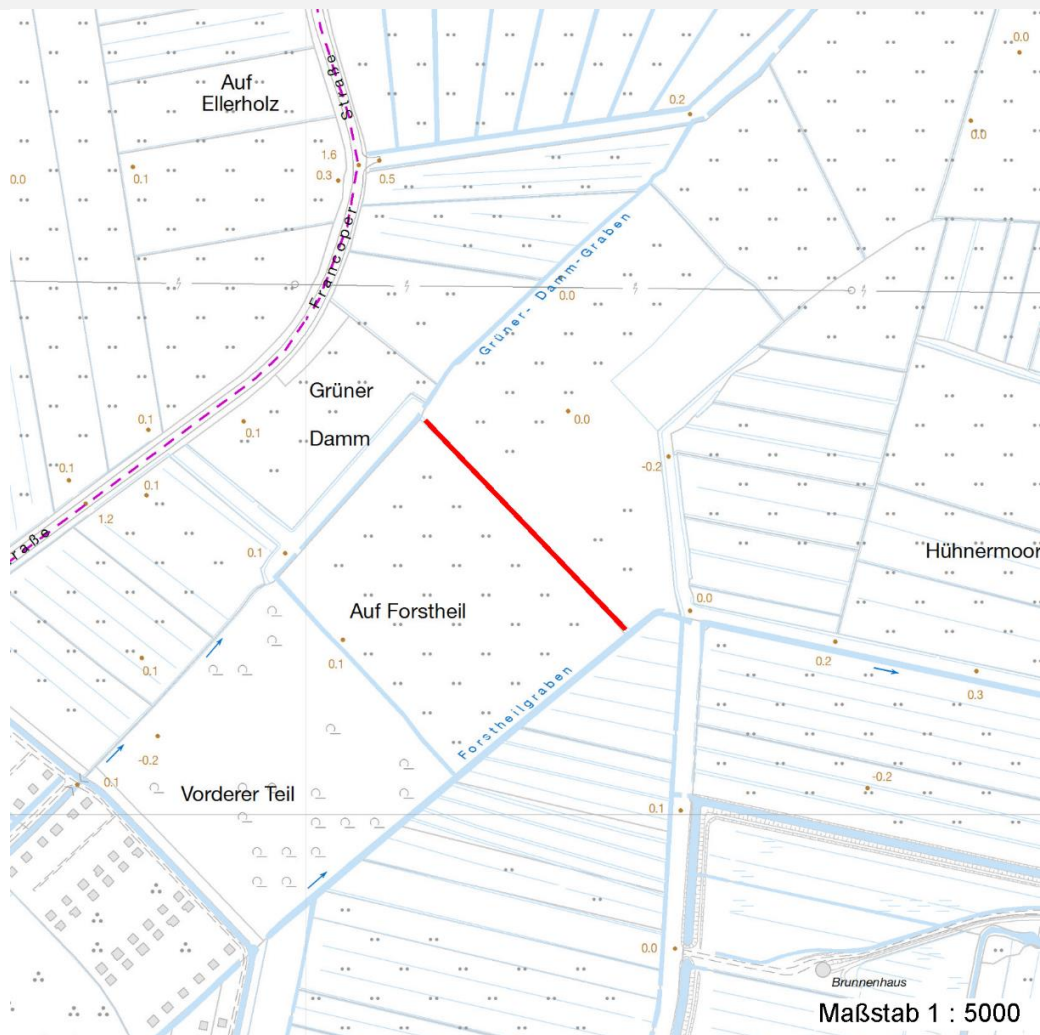 0.0
Auf
Ellerholz
0.2
0.0
Straße
1.6
0.3
0.5
0.0
0.1
Francoper
Grüner-Damm-Graben
0.0
Grüner
Damm
0.1
0.1
0.0
-0.2
0.1
0.1
1.2
raße
0.1
Hühnermoor
Auf Forstheil
0.1
0.0
0.1
0.2
0.3
Forstheilgraben
-0.2
0.1
Vorderer Teil
-0.2
0.1
0.0
Brunnenhaus
Maßstab 1 : 5000